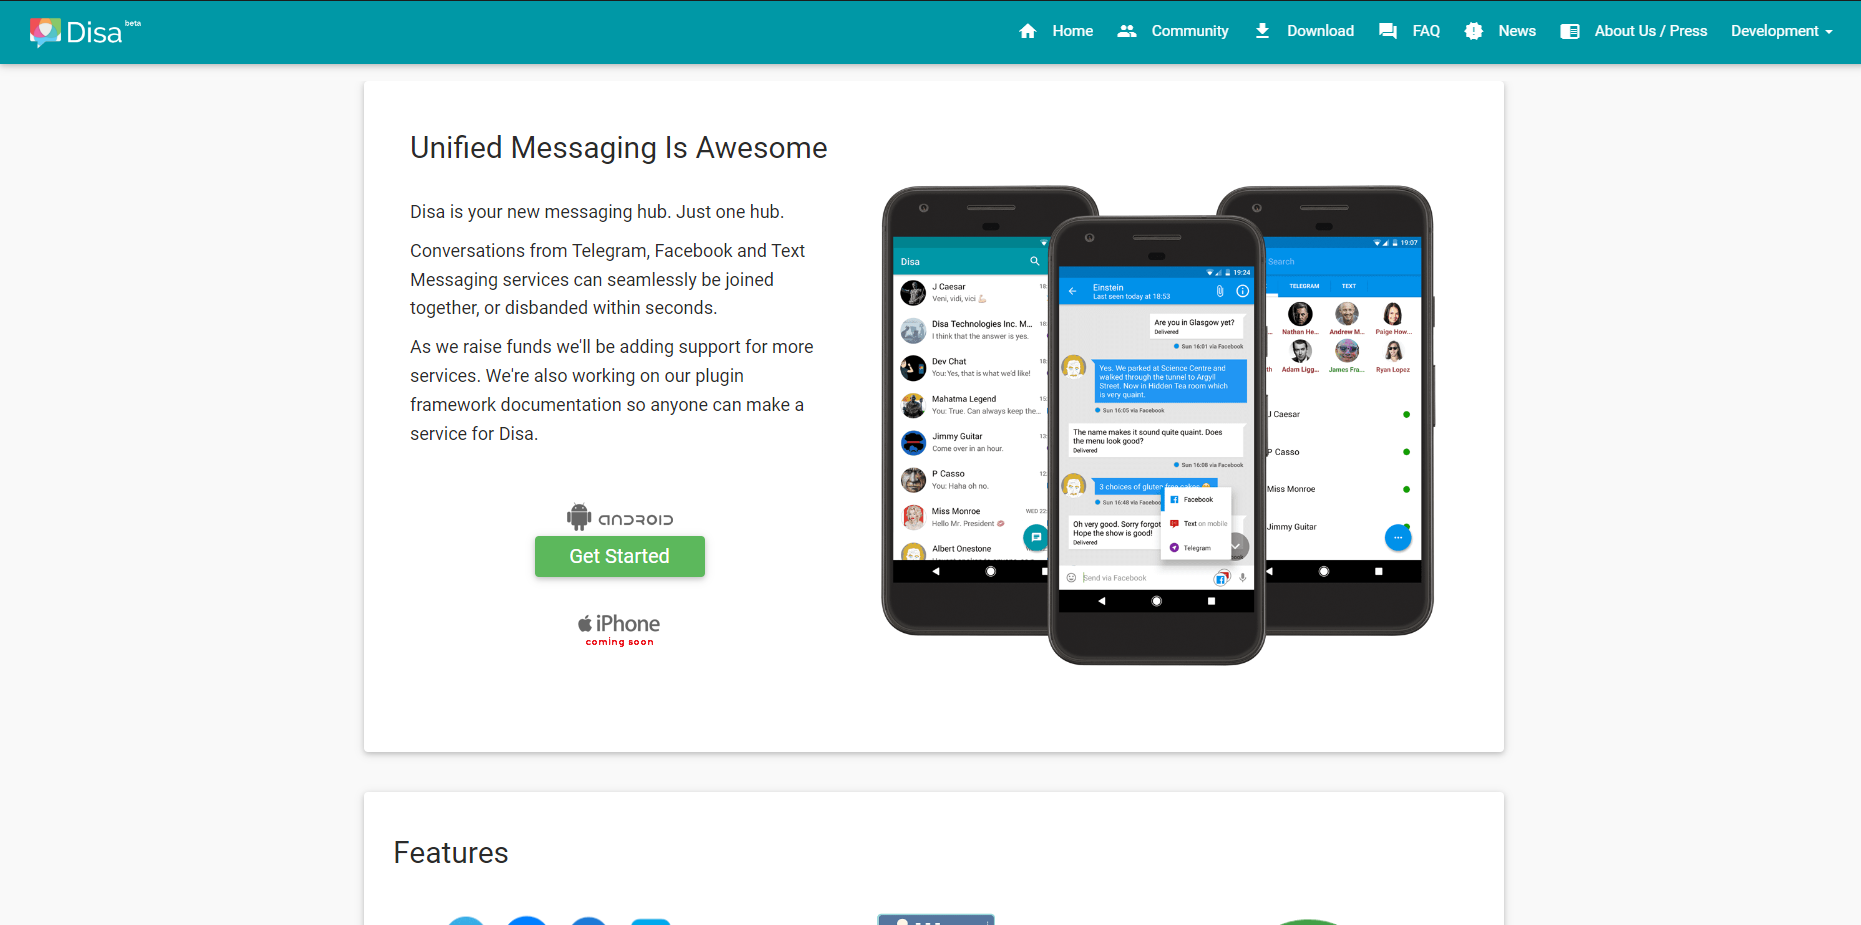 Disa beta
Home
Community
Download
FAQ
News
About Us / Press
Development
Unified Messaging Is Awesome
Disa is your new messaging hub. Just one hub.
Conversations from Telegram, Facebook and Text
Messaging services can seamlessly be joined
together, or disbanded within seconds.
As we raise funds we'll be adding support for more
services. We're also working on our plugin
framework documentation so anyone can make a
service for Disa.
ANDROID
Get Started
iPhone
coming soon
Disa
J Caesar
18:
Veni, vidi, vici
Disa Technologies Inc. M...
18:
I think that the answer is yes.
Dev Chat
18:
You: Yes, that is what we'd like!
Mahatma Legend
15:
You: True. Can always keep the...
Jimmy Guitar
13:
Come over in an hour.
P Casso
12:
You: Haha oh no.
Miss Monroe
WED 22:
Hello Mr. President
Albert Onestone
19:24
Einstein
Last seen today at 18:53
Are you in Glasgow yet?
Delivered
Sun 16:01 via Facebook
Yes. We parked at Science Centre and
walked through the tunnel to Argyll
Street. Now in Hidden Tea room which
is very quaint.
Sun 16:05 via Facebook
The name makes it sound quite quaint. Does
the menu look good?
Delivered
Sun 16:08 via Facebook
3 choices of gluten free cakes
Sun 16:48 via Facebook
Oh very good. Sorry forgot
Hope the show is good!
Delivered
Facebook
Text on mobile
Telegram
Send via Facebook
19:07
Search
TELEGRAM
TEXT
Nathan He...
Andrew M...
Paige How...
Adam Ligg...
James Fra...
Ryan Lopez
J Caesar
P Casso
Miss Monroe
Jimmy Guitar
Features